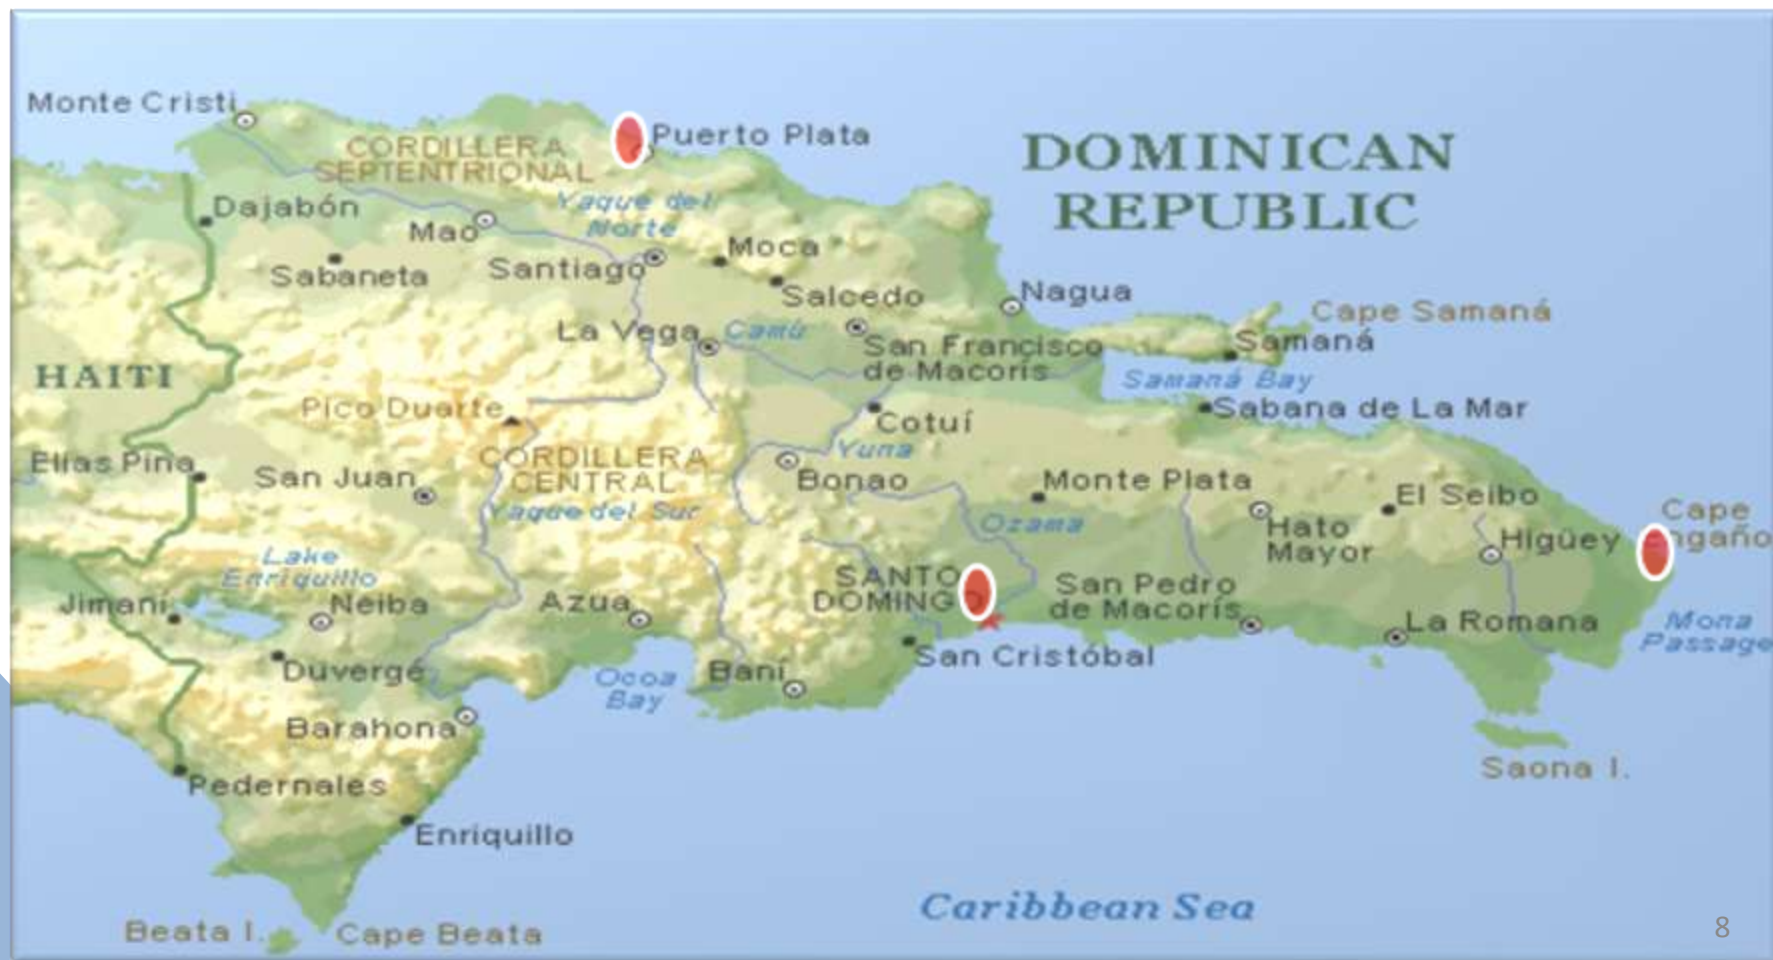 Monte Cristi
Puerto Plata
CORDILLERA
SEPTENTRIONAL
DOMINICAN
REPUBLIC
Dajabón
Yaque del
Norte
Mao
Moca
Sabaneta
Santiago
Salcedo
Nagua
Cape Samaná
La Vega
Camú
San Francisco
de Macorís
Samaná
HAITI
Samaná Bay
Pico Duarte
Cotuí
Sabana de La Mar
CORDILLERA
CENTRAL
Yuna
Elias Pina
San Juan
Bonao
Monte Plata
El Seibo
Yaque del Sur
Ozama
Hato
Mayor
Higüey
Cape
ngaño
Lake
Enriquillo
SANTO
DOMINGO
San Pedro
de Macorís
Jimaní
Neiba
Azua
La Romana
Mona
Passage
Duvergé
Ocoa
Bay
Baní
San Cristóbal
Barahona
Saona I.
Pedernales
Enriquillo
Caribbean Sea
Beata I.
Cape Beata
8